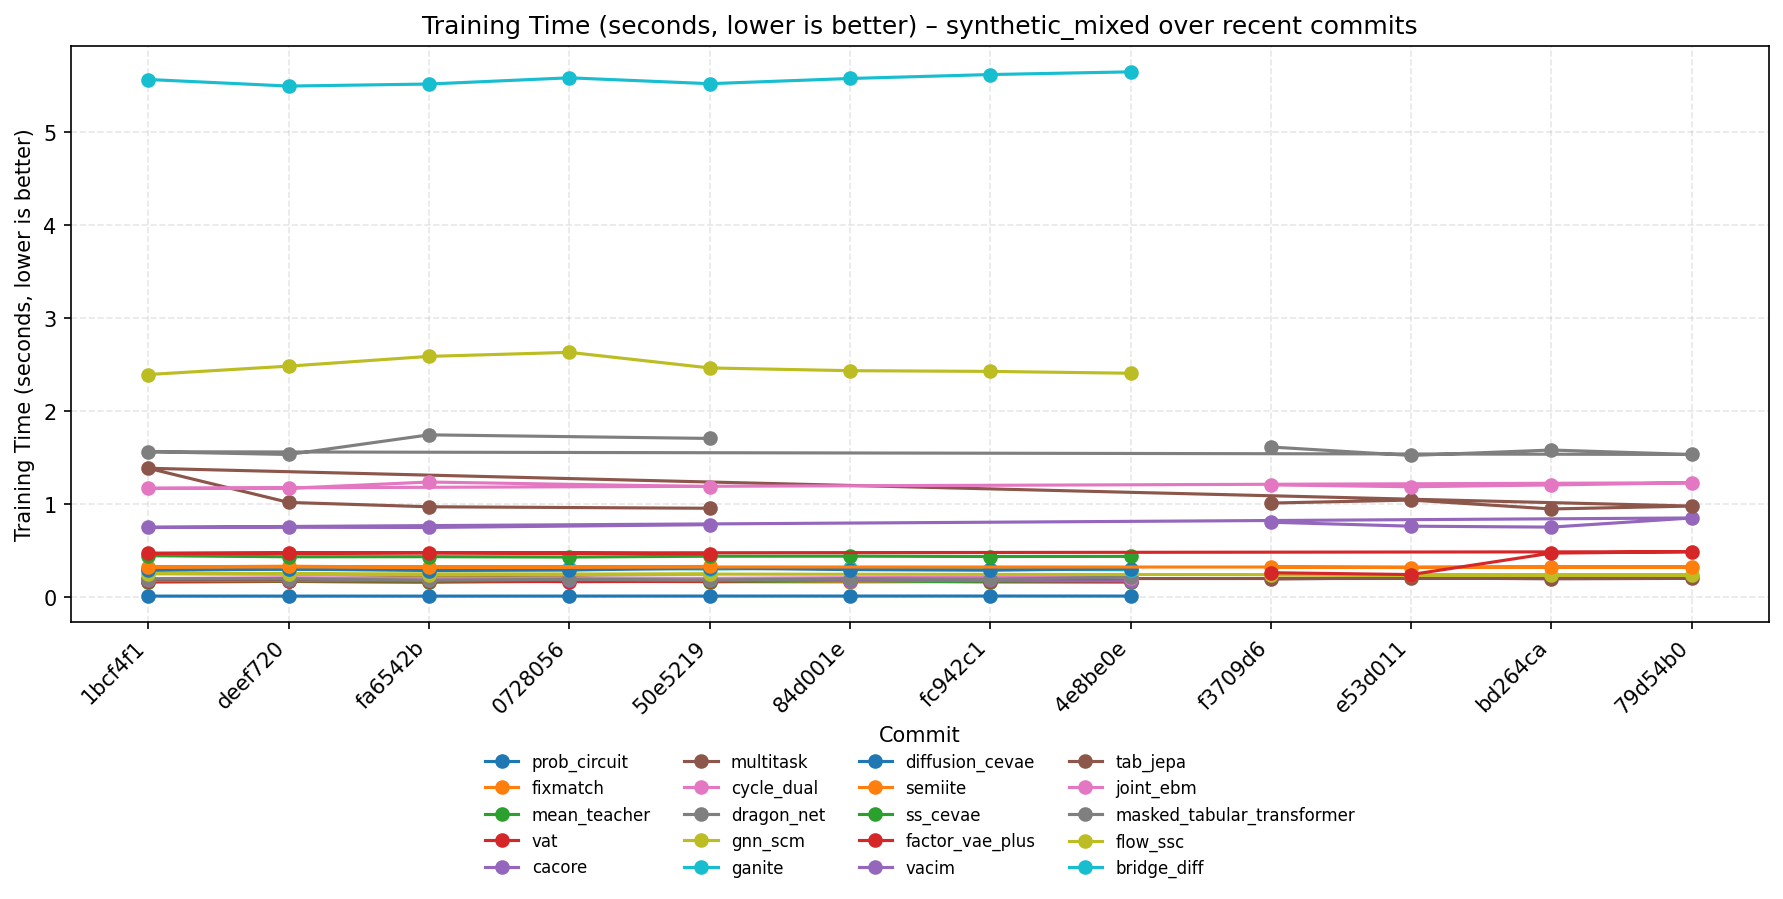 Training Time (seconds, lower is better) – synthetic_mixed over recent commits
Training Time (seconds, lower is better)
5
4
3
2
1
0
1bcf4f1
deef720
fa6542b
0728056
50e5219
84d001e
fc942c1
4e8be0e
f3709d6
e53d011
bd264ca
79d54b0
Commit
prob_circuit
fixmatch
mean_teacher
vat
cacore
multitask
cycle_dual
dragon_net
gnn_scm
ganite
diffusion_cevae
semiite
ss_cevae
factor_vae_plus
vacim
tab_jepa
joint_ebm
masked_tabular_transformer
flow_ssc
bridge_diff